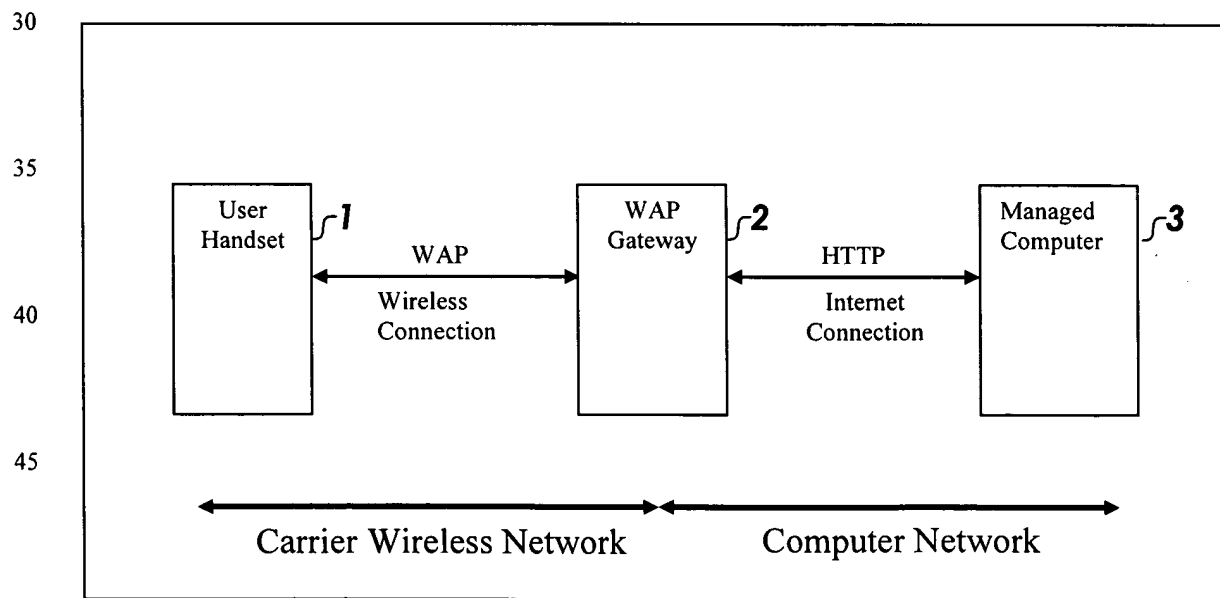 30
35
User
Handset
1
WAP
Gateway
2
Managed
Computer
3
WAP
HTTP
40
Wireless
Connection
Internet
Connection
45
Carrier Wireless Network
Computer Network